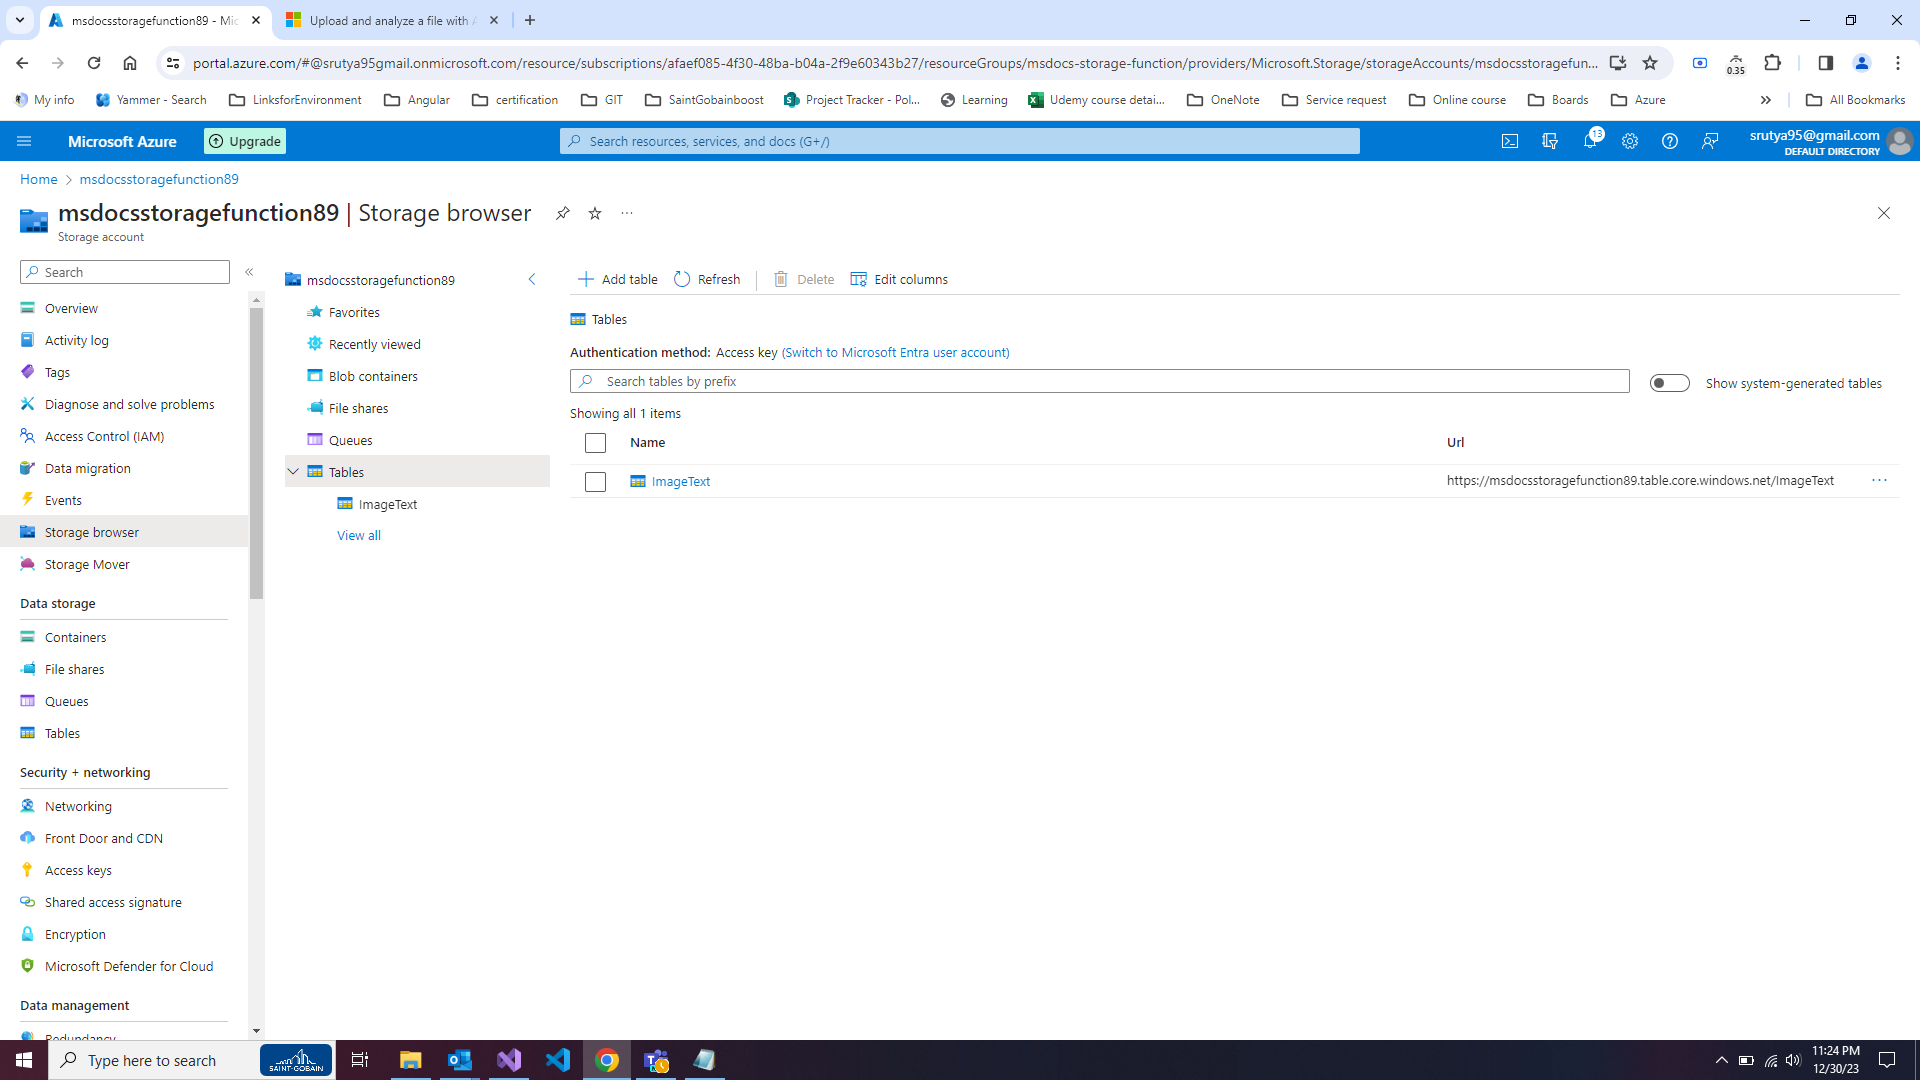 msdocsstoragefunction89 - Mic
Upload and analyze a file with A
portal.azure.com/#@srutya95gmail.onmicrosoft.com/resource/subscriptions/afaef085-4f30-48ba-b04a-2f9e60343b27/resourceGroups/msdocs-storage-function/providers/Microsoft.Storage/storageAccounts/msdocsstoragefun...
0.35
My info
Yammer - Search
LinksforEnvironment
Angular
certification
GIT
SaintGobainboost
Project Tracker - Pol...
Learning
Udemy course detai...
OneNote
Service request
Online course
Boards
Azure
All Bookmarks
Microsoft Azure
Upgrade
Search resources, services, and docs (G+/)
13
srutya95@gmail.com
DEFAULT DIRECTORY
Home
msdocsstoragefunction89
msdocsstoragefunction89 | Storage browser
Storage account
Search
Overview
Activity log
Tags
Diagnose and solve problems
Access Control (IAM)
Data migration
Events
Storage browser
Storage Mover
Data storage
Containers
File shares
Queues
Tables
Security + networking
Networking
Front Door and CDN
Access keys
Shared access signature
Encryption
Microsoft Defender for Cloud
Data management
Redundancy
msdocsstoragefunction89
Favorites
Recently viewed
Blob containers
File shares
Queues
Tables
ImageText
View all
Add table
Refresh
Delete
Edit columns
Tables
Authentication method: Access key (Switch to Microsoft Entra user account)
Search tables by prefix
Show system-generated tables
Showing all 1 items
Name
Url
ImageText
https://msdocsstoragefunction89.table.core.windows.net/ImageText
Type here to search
SAINT-GOBAIN
11:24 PM
12/30/23